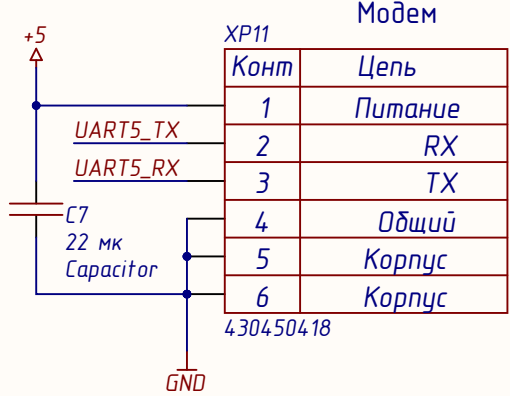 Модем
+5
XP11
Конт Цепь
1 Питание
UART5_TX 2 RX
UART5_RX 3 TX
4 Общий
C7
22 мк
Capacitor
5 Корпус
6 Корпус
430450418
GND